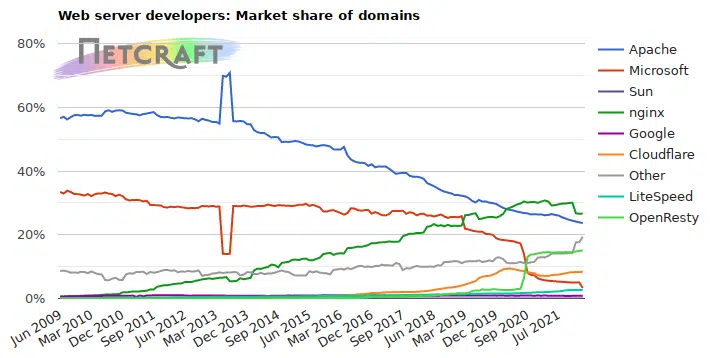 Web server developers: Market share of domains
NETCRAFT
80%
60%
40%
20%
0%
Jun 2009
Mar 2010
Dec 2010
Sep 2011
Jun 2012
Mar 2013
Dec 2013
Sep 2014
Jun 2015
Mar 2016
Dec 2016
Sep 2017
Jun 2018
Mar 2019
Dec 2019
Sep 2020
Jul 2021
Apache
Microsoft
Sun
nginx
Google
Cloudflare
Other
LiteSpeed
OpenResty